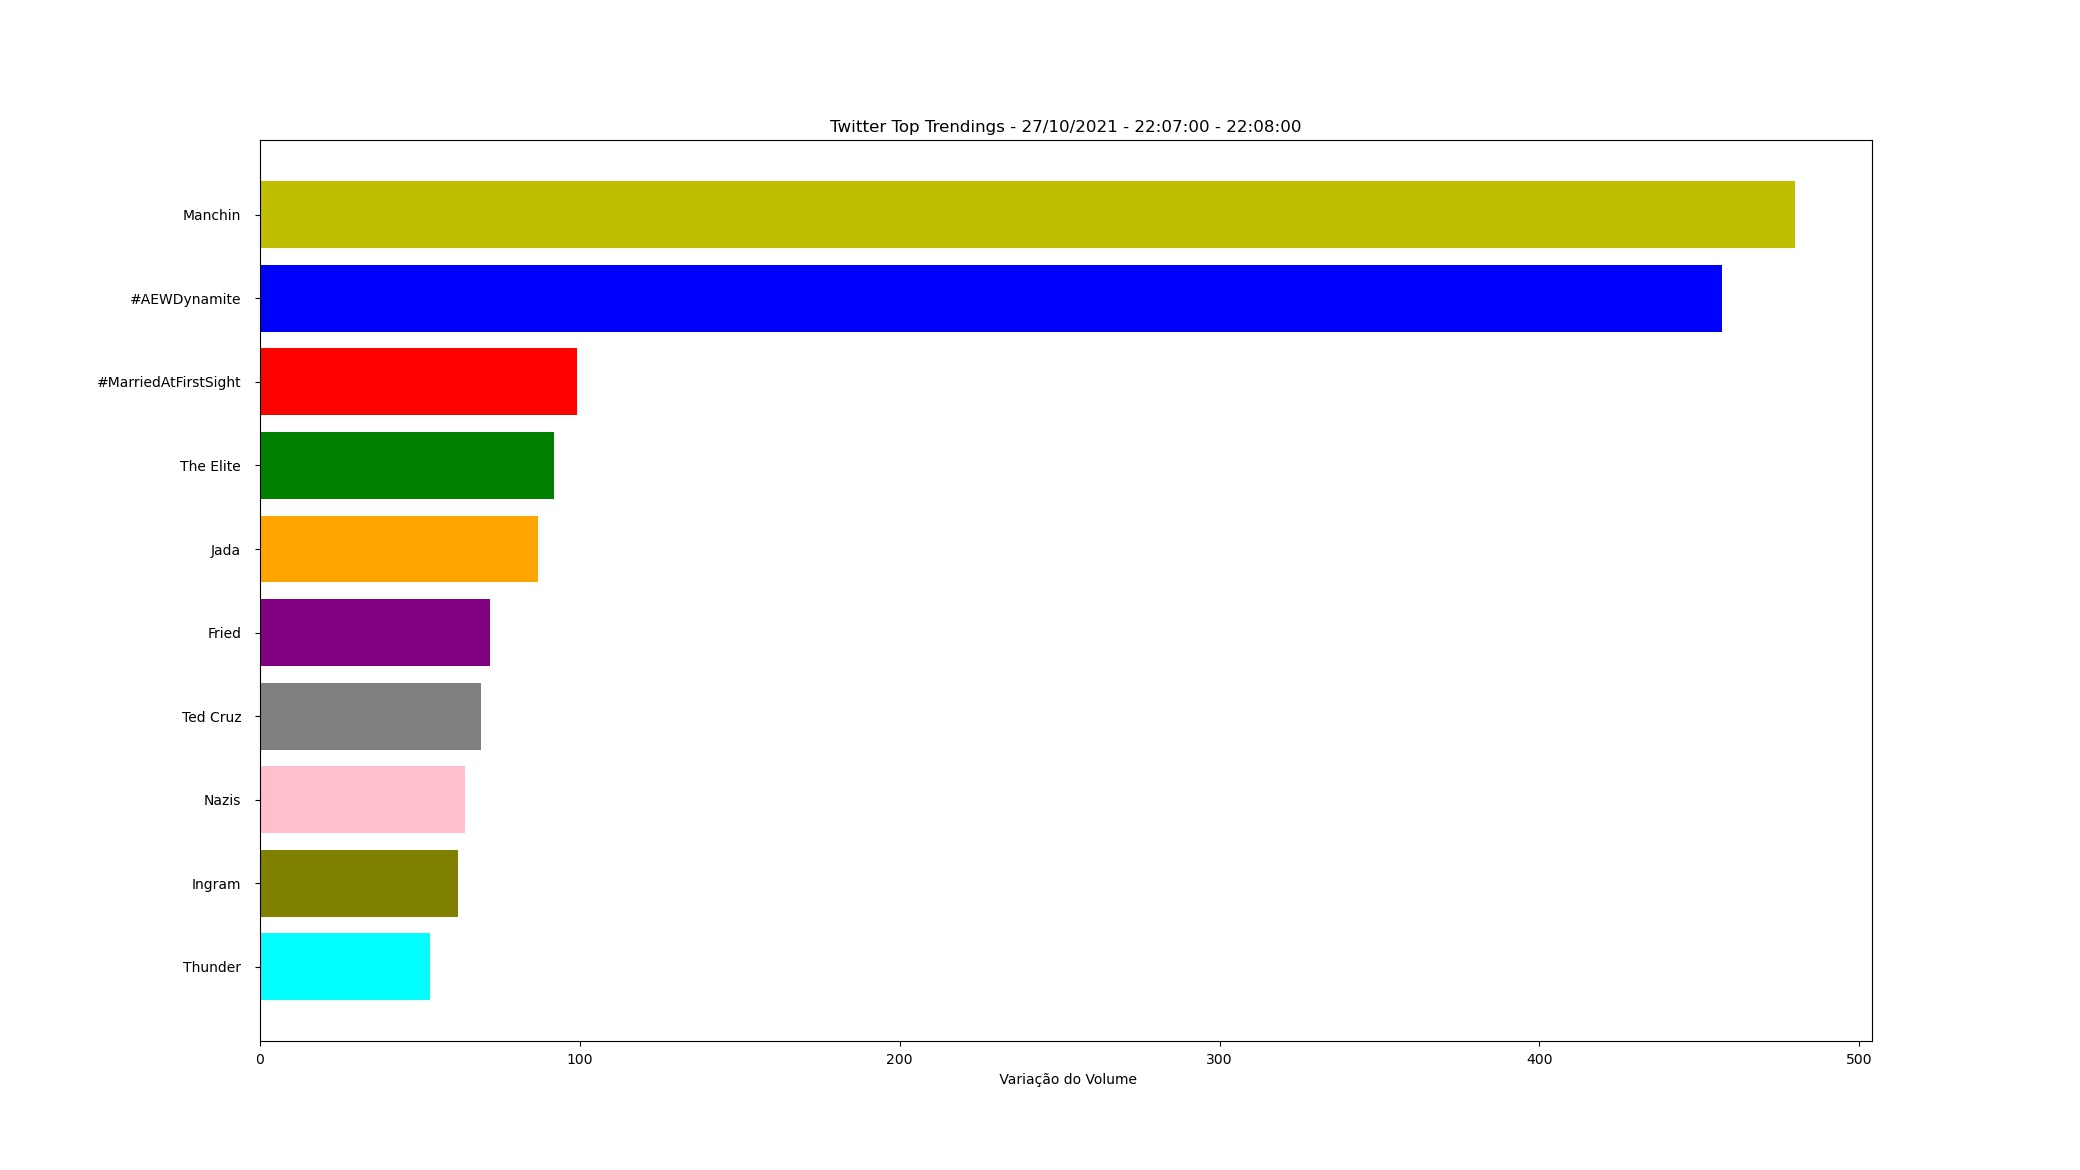 Twitter Top Trendings - 27/10/2021 - 22:07:00 - 22:08:00
Manchin
#AEWDynamite
#MarriedAtFirstSight
The Elite
Jada
Fried
Ted Cruz
Nazis
Ingram
Thunder
0 100 200 300 400 500
Variação do Volume